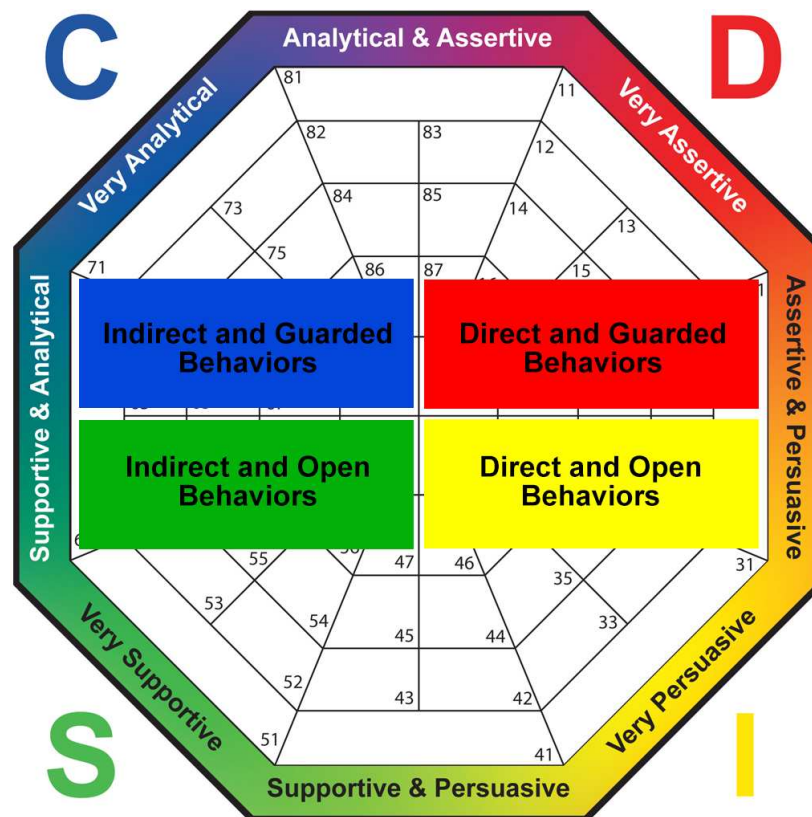 C
D
Analytical & Assertive
Very Analytical
Very Assertive
81
11
82
83
12
84
85
14
73
13
75
15
86
87
71
Supportive & Analytical
Assertive & Persuasive
Indirect and Guarded
Behaviors
Direct and Guarded
Behaviors
Indirect and Open
Behaviors
Direct and Open
Behaviors
55
47
46
35
31
53
54
33
45
44
52
43
42
51
41
Very Supportive
Very Persuasive
Supportive & Persuasive
S
I